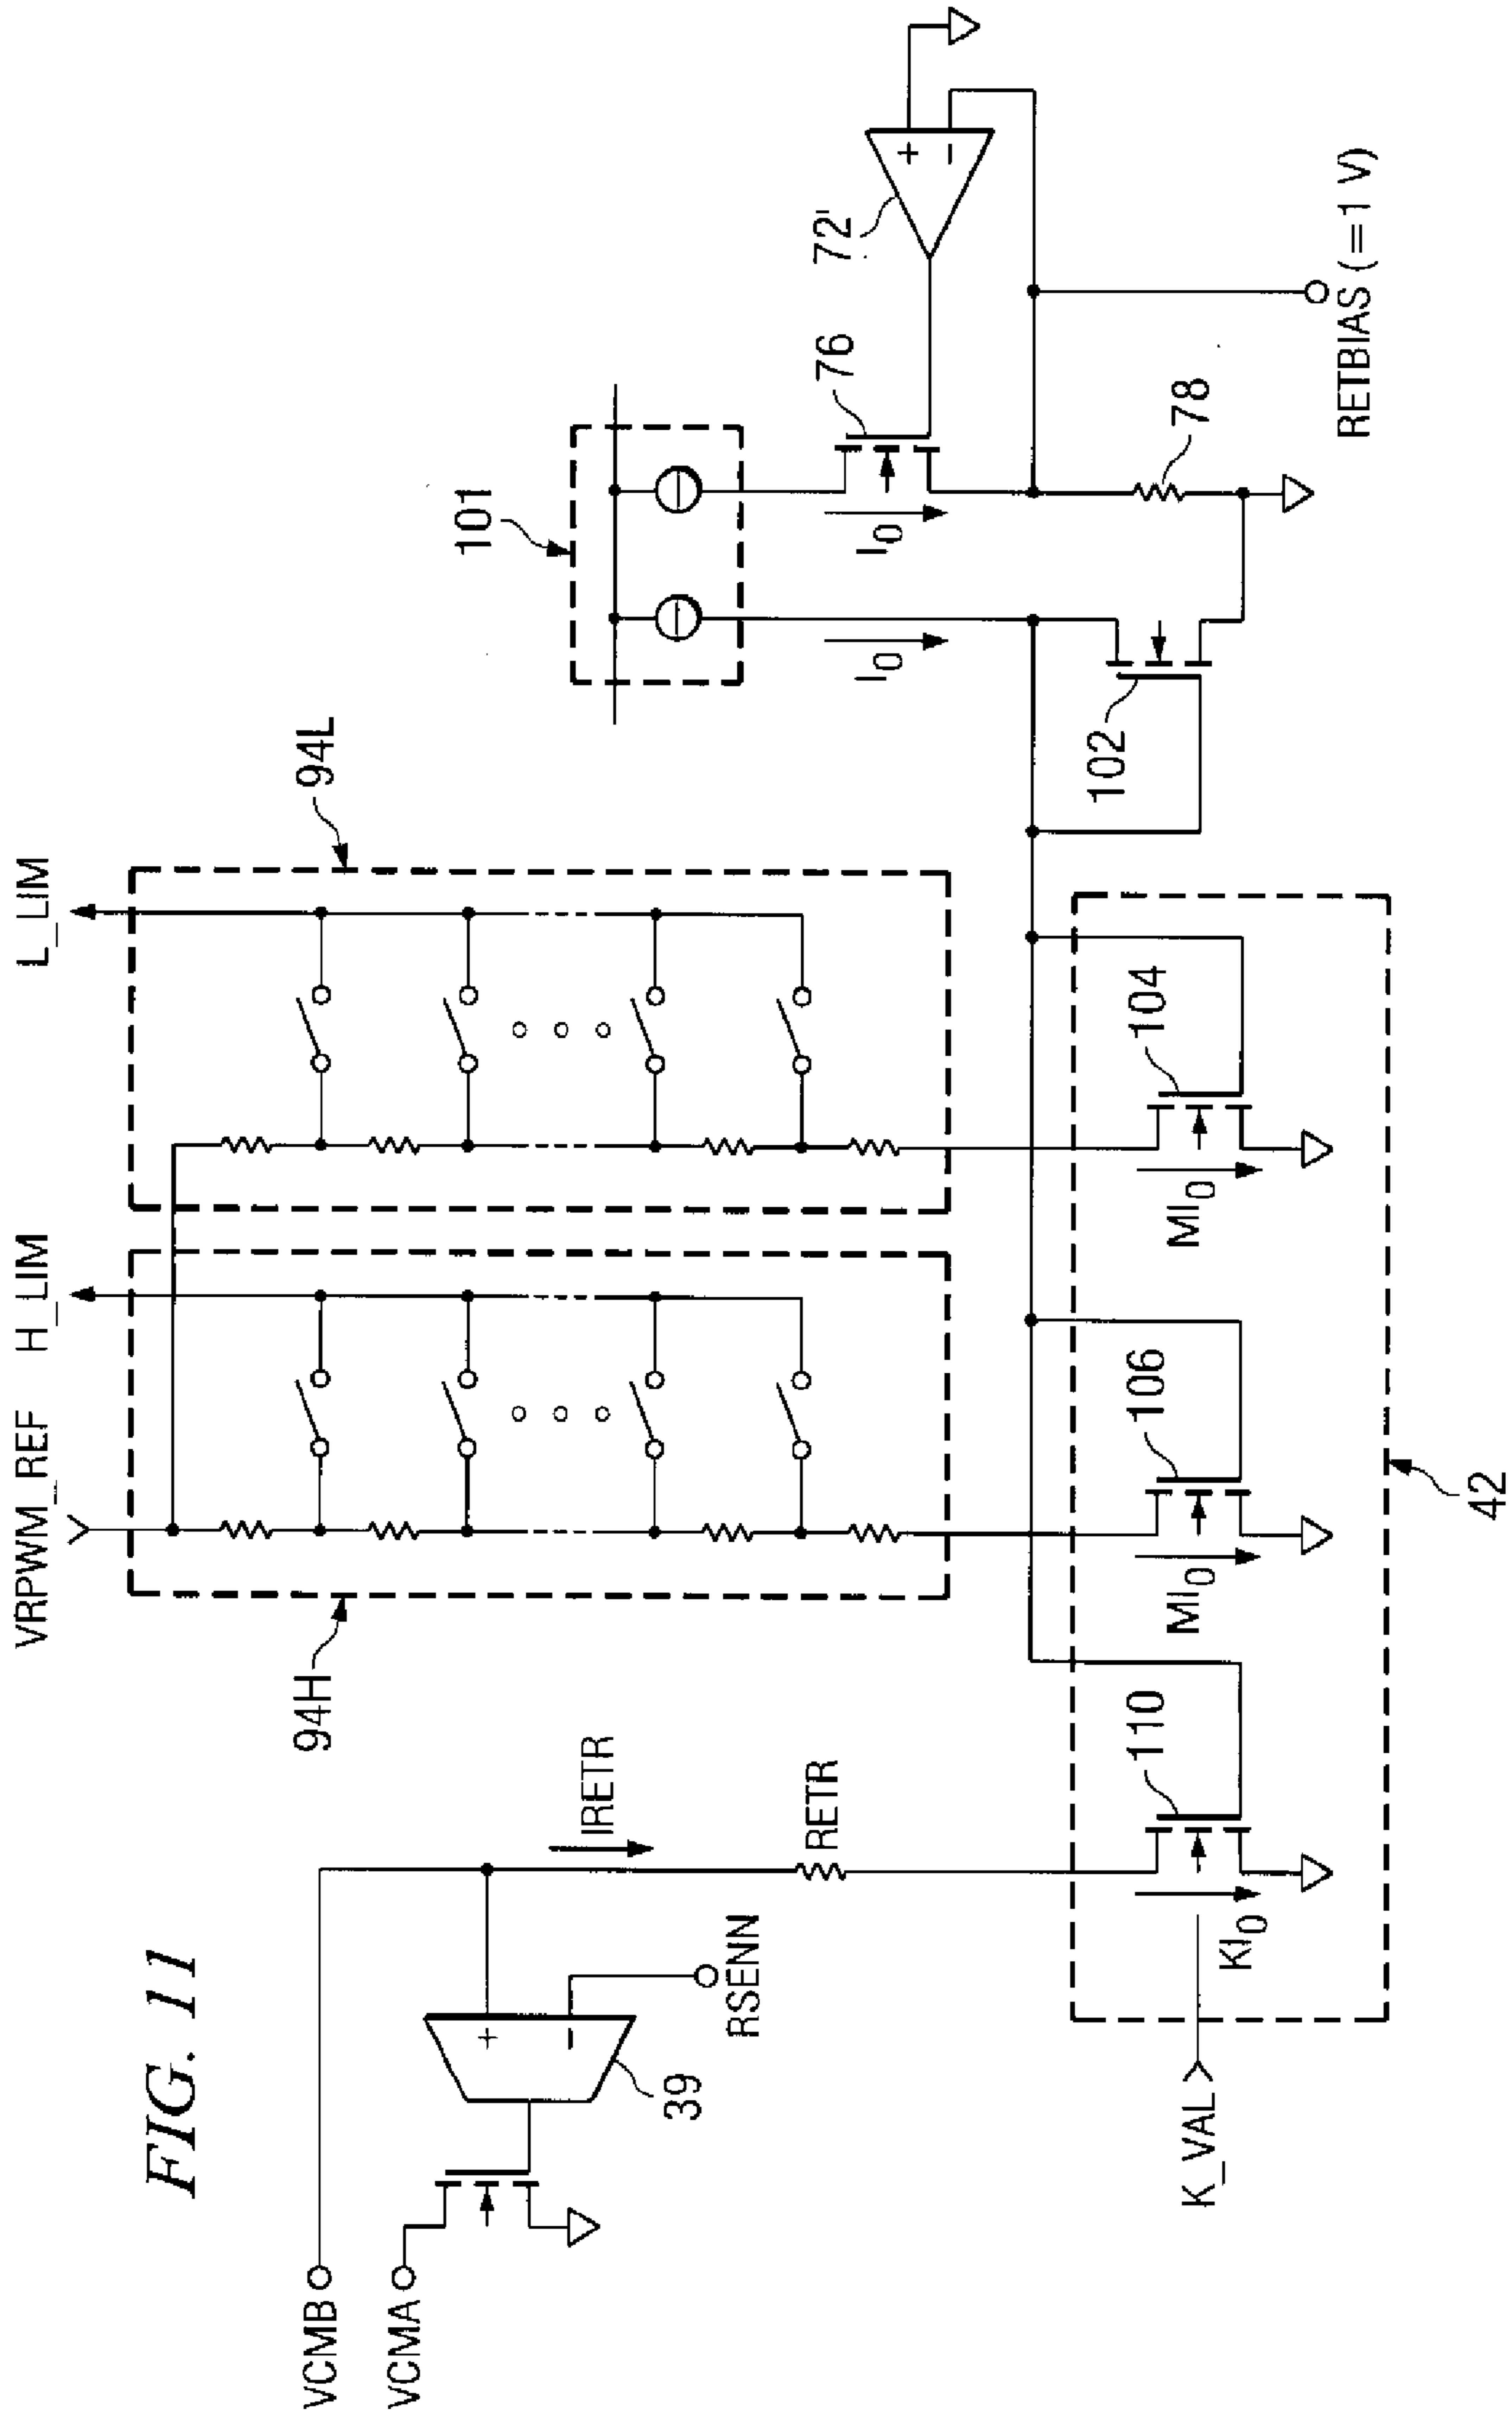 FIG. 11
VCMB
VCMA
39
RSENN
IRETR
RETR
K_VAL
KI0
110
42
VRPWM_REF
H_LIM
L_LIM
94H
94L
MI0
106
MI0
104
101
I0
I0
102
76
72'
78
RETBIAS (=1 V)
+
−
+
−